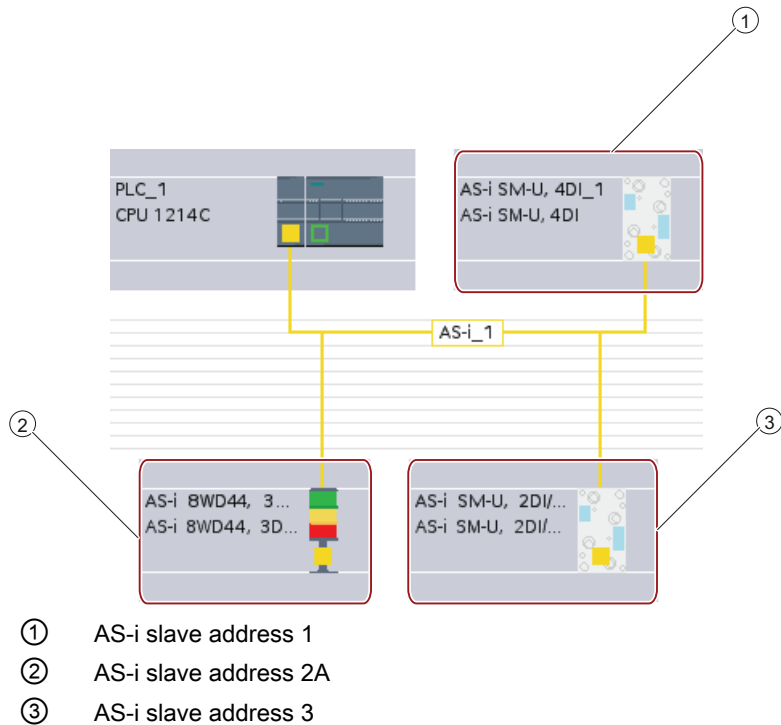 ①
PLC_1
CPU 1214C
AS-i SM-U, 4DI_1
AS-i SM-U, 4DI
AS-i_1
②
③
AS-i 8WD44, 3...
AS-i 8WD44, 3D...
AS-i SM-U, 2DI/...
AS-i SM-U, 2DI/...
① AS-i slave address 1
② AS-i slave address 2A
③ AS-i slave address 3